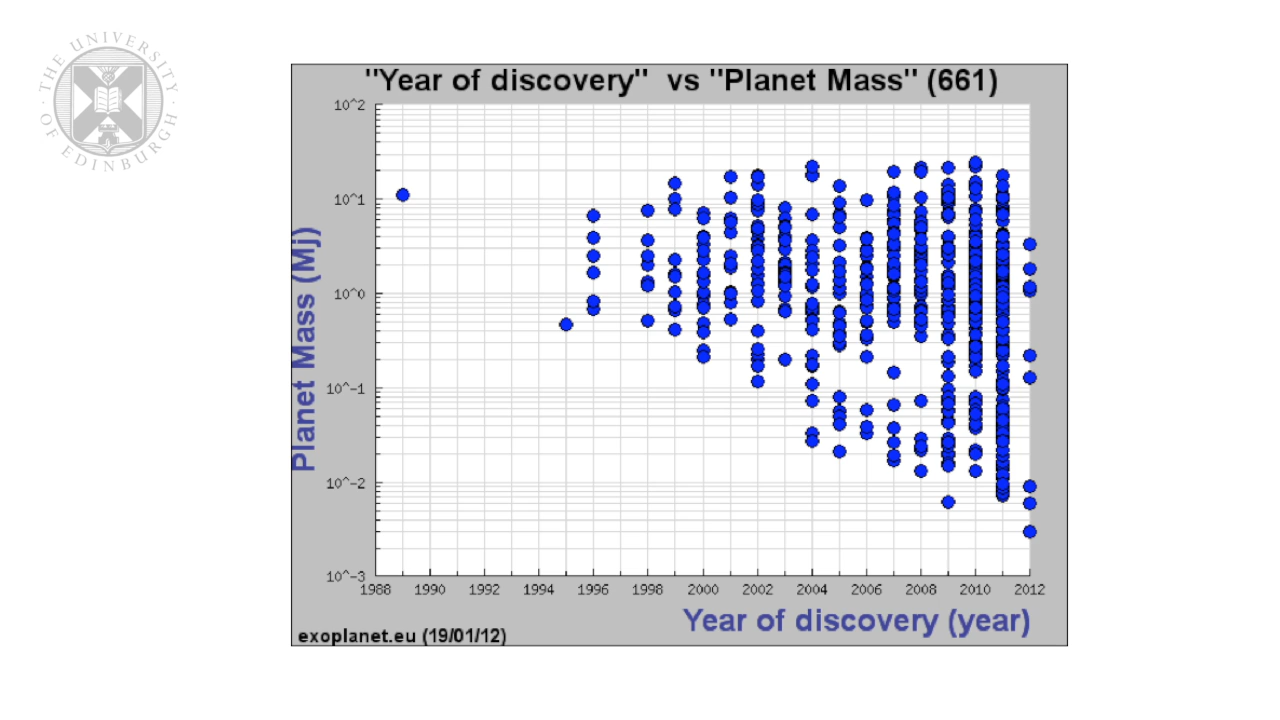 THE UNIVERSITY
OF EDINBURGH
"Year of discovery" vs "Planet Mass" (661)
10^2
10^1
10^0
10^-1
10^-2
10^-3
Planet Mass (Mj)
1988 1990 1992 1994 1996 1998 2000 2002 2004 2006 2008 2010 2012
Year of discovery (year)
exoplanet.eu (19/01/12)